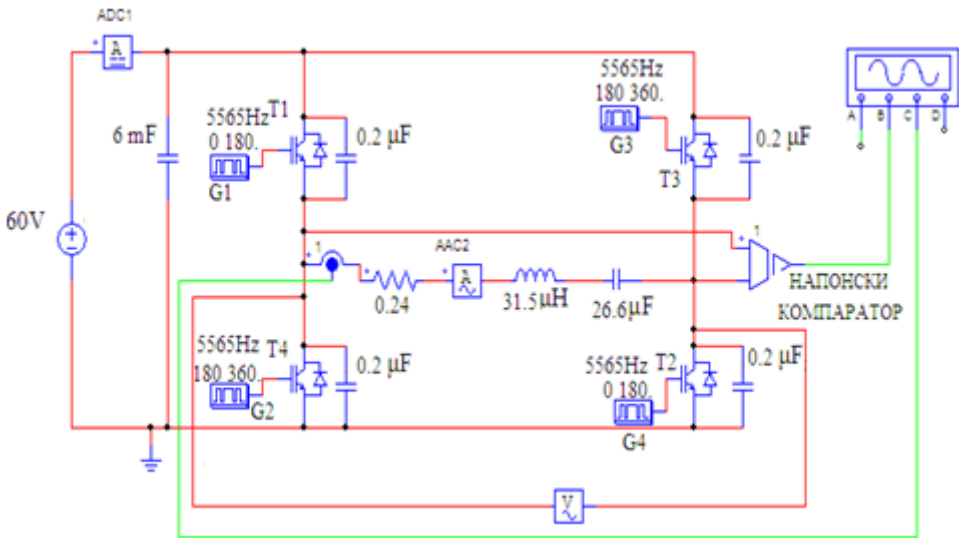 ADC1
A
60V
6 mF
5565Hz
0 180.
G1
T1
0.2 µF
5565Hz
180 360.
G3
T3
0.2 µF
A B C D
1
0.24
AAC2
A
31.5µH
26.6µF
1
НАПОНСКИ
КОМПАРАТОР
5565Hz
180 360.
G2
T4
0.2 µF
5565Hz
0 180.
G4
T2
0.2 µF
V